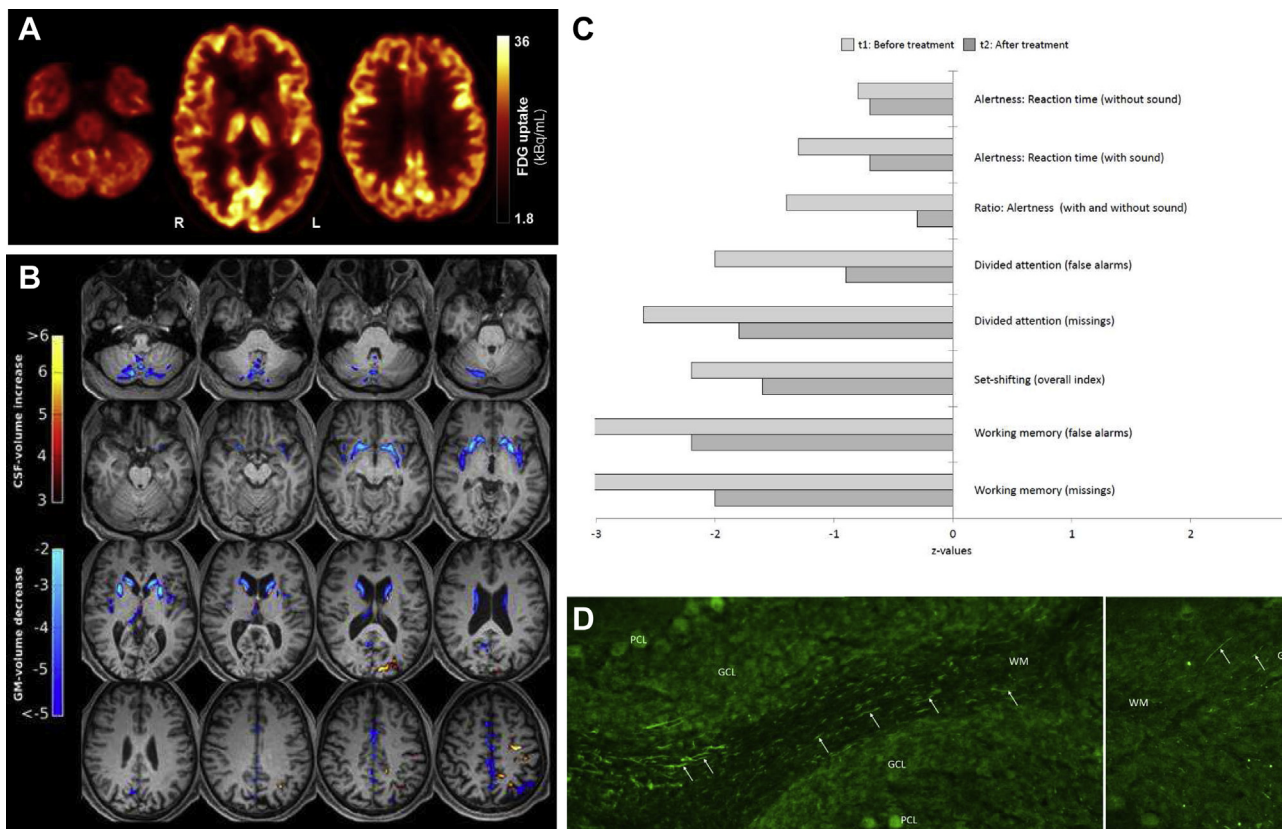 A
36
FDG uptake
(kBq/mL)
1.8
R
L
B
>6
6
5
4
3
CSF-volume increase
-2
-3
-4
-5
<-5
GM-volume decrease
C
t1: Before treatment
t2: After treatment
Alertness: Reaction time (without sound)
Alertness: Reaction time (with sound)
Ratio: Alertness (with and without sound)
Divided attention (false alarms)
Divided attention (missings)
Set-shifting (overall index)
Working memory (false alarms)
Working memory (missings)
-3 -2 -1 0 1 2
z-values
D
PCL
GCL
WM
GCL
PCL
WM
G